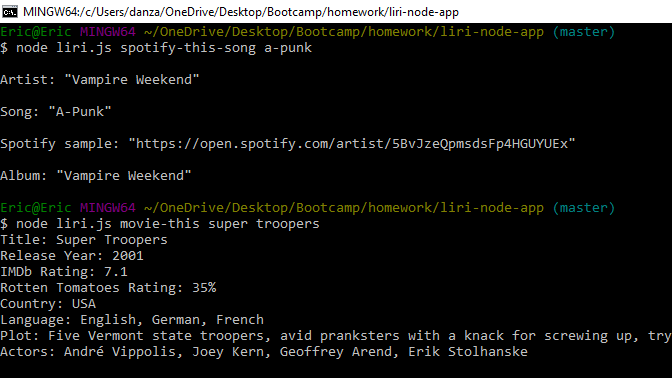 MINGW64:/c/Users/danza/OneDrive/Desktop/Bootcamp/homework/liri-node-app
Eric@Eric MINGW64 ~/OneDrive/Desktop/Bootcamp/homework/liri-node-app (master)
$ node liri.js spotify-this-song a-punk
Artist: "Vampire Weekend"
Song: "A-Punk"
Spotify sample: "https://open.spotify.com/artist/5BvJzeQpmsdsFp4HGUYUEx"
Album: "Vampire Weekend"
Eric@Eric MINGW64 ~/OneDrive/Desktop/Bootcamp/homework/liri-node-app (master)
$ node liri.js movie-this super troopers
Title: Super Troopers
Release Year: 2001
IMDb Rating: 7.1
Rotten Tomatoes Rating: 35%
Country: USA
Language: English, German, French
Plot: Five Vermont state troopers, avid pranksters with a knack for screwing up, try
Actors: André Vippolis, Joey Kern, Geoffrey Arend, Erik Stolhanske